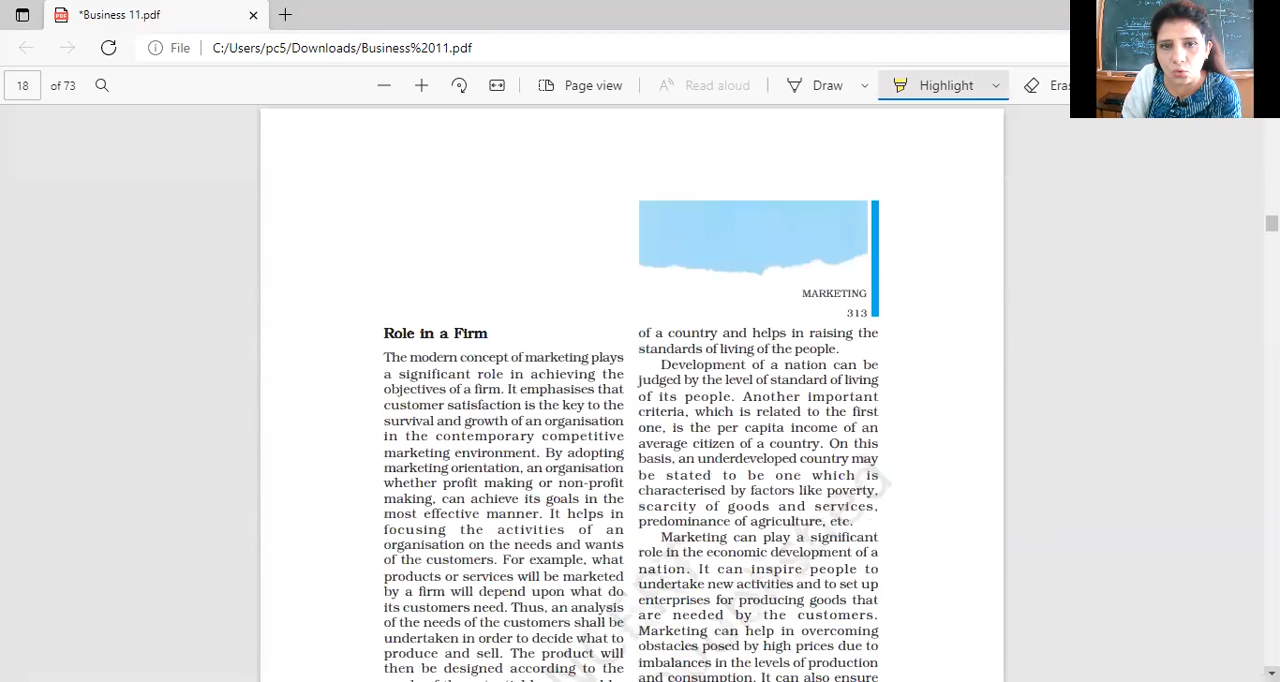 *Business 11.pdf
File
C:/Users/pc5/Downloads/Business%2011.pdf
18
of 73
Page view
Read aloud
Draw
Highlight
Era
MARKETING
313
Role in a Firm
The modern concept of marketing plays
a significant role in achieving the
objectives of a firm. It emphasises that
customer satisfaction is the key to the
survival and growth of an organisation
in the contemporary competitive
marketing environment. By adopting
marketing orientation, an organisation
whether profit making or non-profit
making, can achieve its goals in the
most effective manner. It helps in
focusing the activities of an
organisation on the needs and wants
of the customers. For example, what
products or services will be marketed
by a firm will depend upon what do
its customers need. Thus, an analysis
of the needs of the customers shall be
undertaken in order to decide what to
produce and sell. The product will
then be designed according to the
of a country and helps in raising the
standards of living of the people.
Development of a nation can be
judged by the level of standard of living
of its people. Another important
criteria, which is related to the first
one, is the per capita income of an
average citizen of a country. On this
basis, an underdeveloped country may
be stated to be one which is
characterised by factors like poverty,
scarcity of goods and services,
predominance of agriculture, etc.
Marketing can play a significant
role in the economic development of a
nation. It can inspire people to
undertake new activities and to set up
enterprises for producing goods that
are needed by the customers.
Marketing can help in overcoming
obstacles posed by high prices due to
imbalances in the levels of production
and consumption. It can also ensure